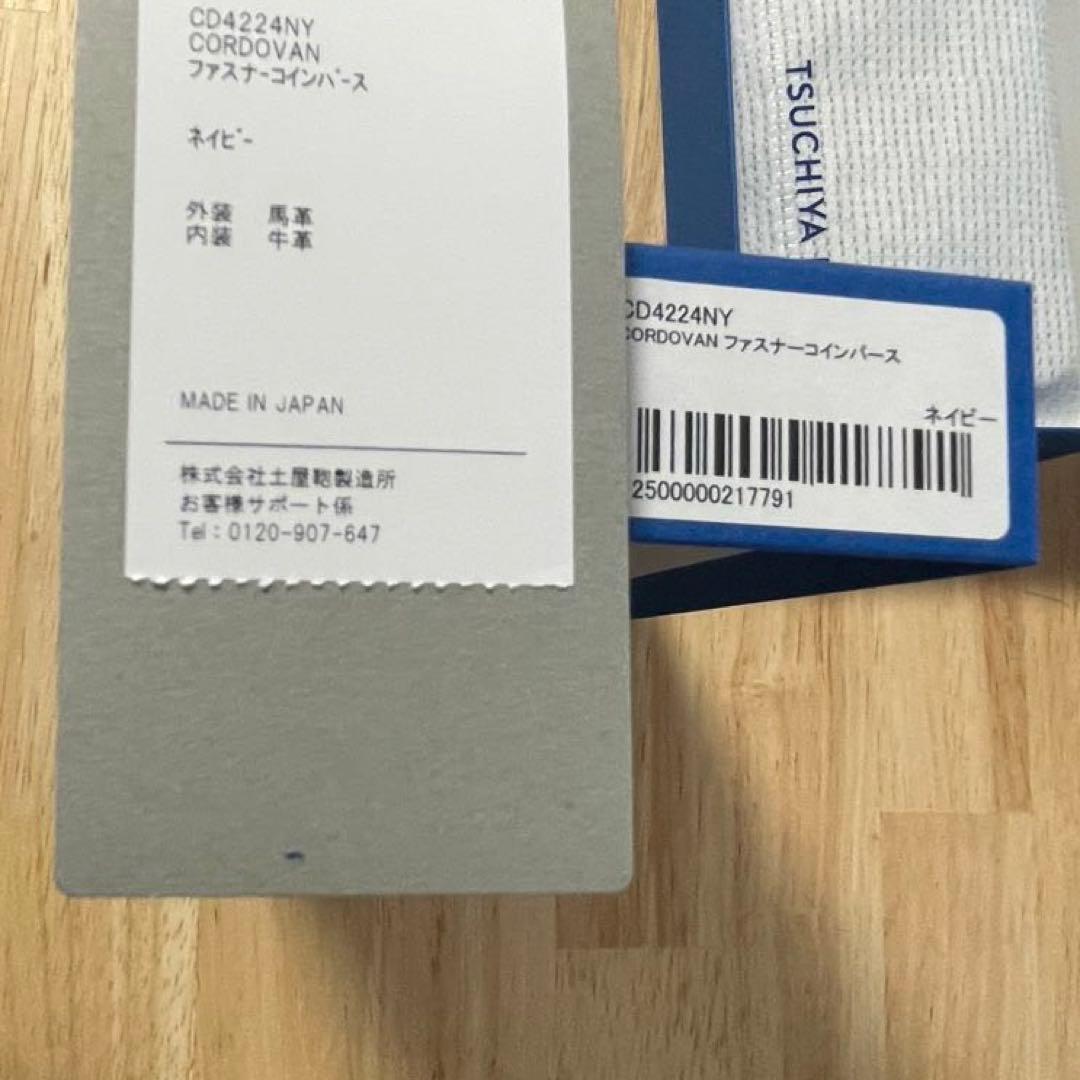 CD4224NY
CORDOVAN
ファスナーコインパース
ネイビー
外装 馬革
内装 牛革
MADE IN JAPAN
株式会社土屋鞄製造所
お客様サポート係
Tel:0120-907-647
TSUCHIYA
CD4224NY
CORDOVAN ファスナーコインパース
ネイビー
2500000217791